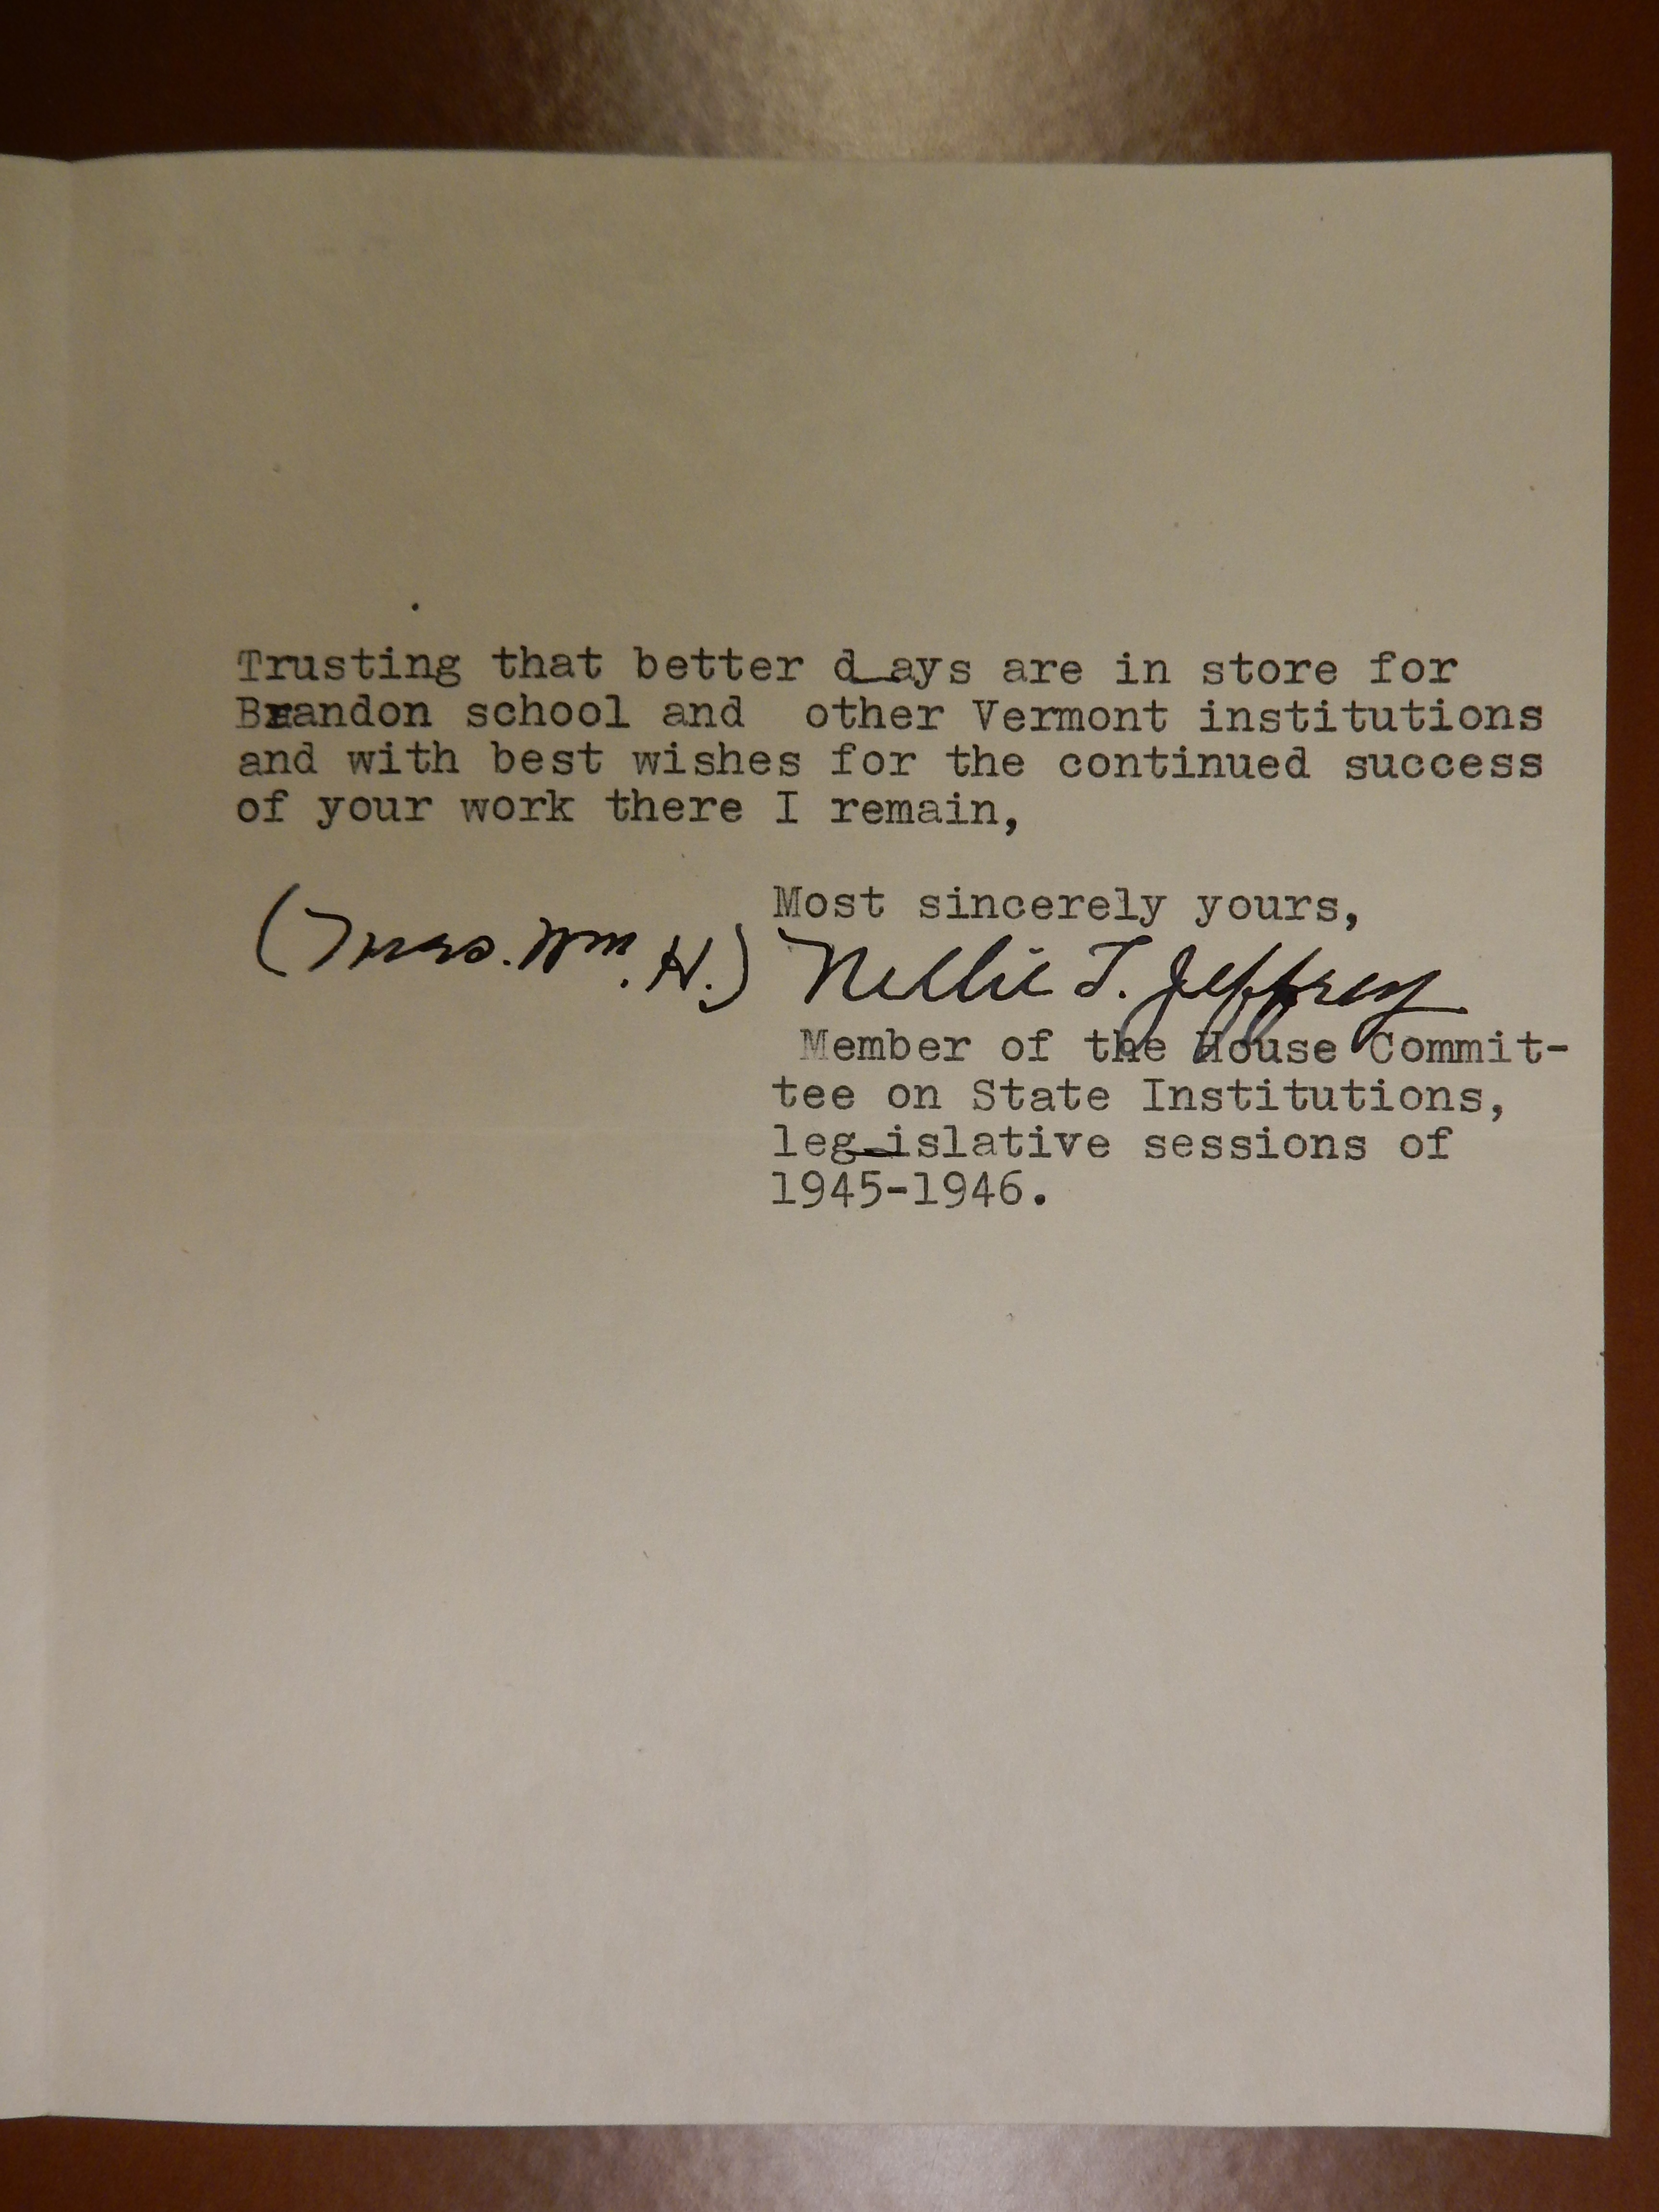 Trusting that better days are in store for
Brandon school and other Vermont institutions
and with best wishes for the continued success
of your work there I remain,
Most sincerely yours,
(Mrs. Wm. H.) Nellie T. Jeffrey
Member of the House Commit-
tee on State Institutions,
legislative sessions of
1945-1946.